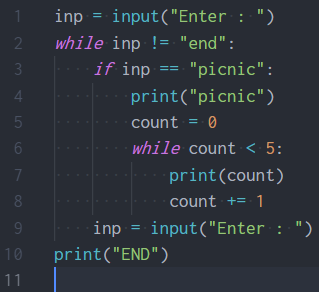 1 inp = input("Enter : ")
2 while inp != "end":
3     if inp == "picnic":
4         print("picnic")
5         count = 0
6         while count < 5:
7             print(count)
8             count += 1
9     inp = input("Enter : ")
10 print("END")
11